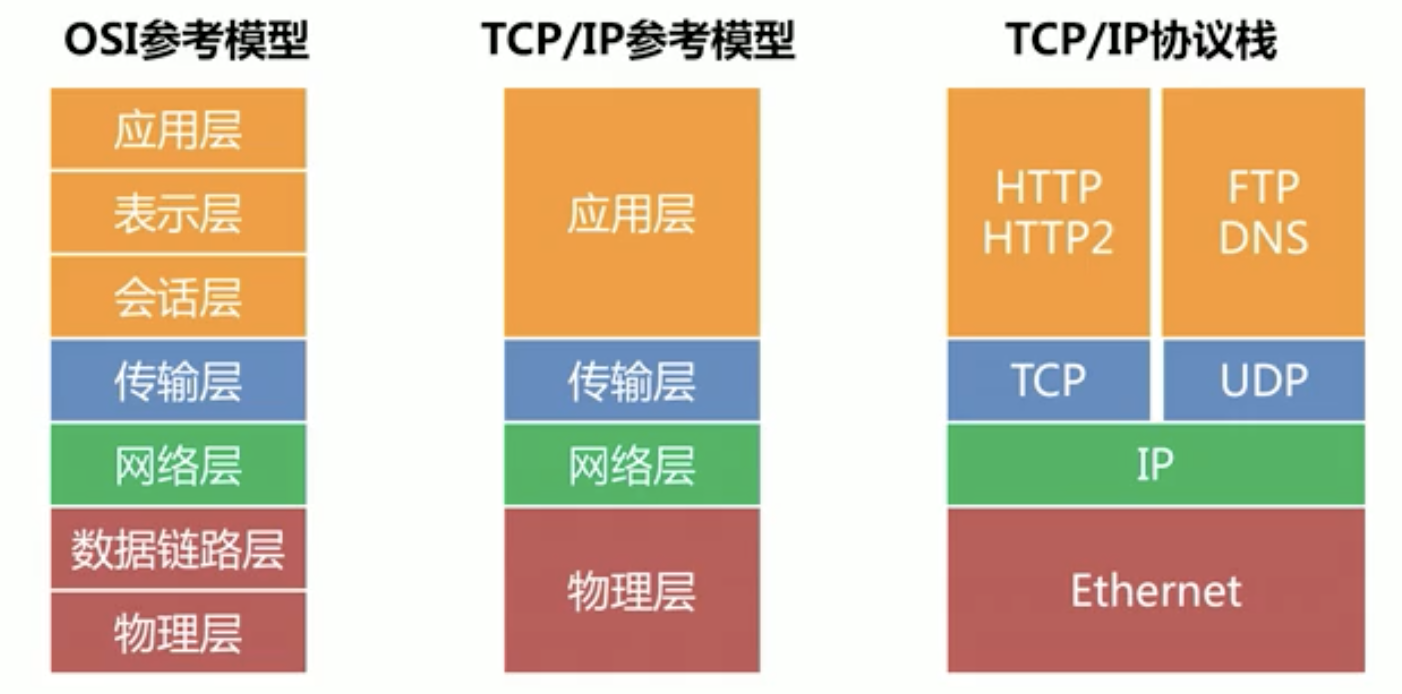 OSI参考模型
应用层
表示层
会话层
传输层
网络层
数据链路层
物理层
TCP/IP参考模型
应用层
传输层
网络层
物理层
TCP/IP协议栈
HTTP
HTTP2
FTP
DNS
TCP
UDP
IP
Ethernet